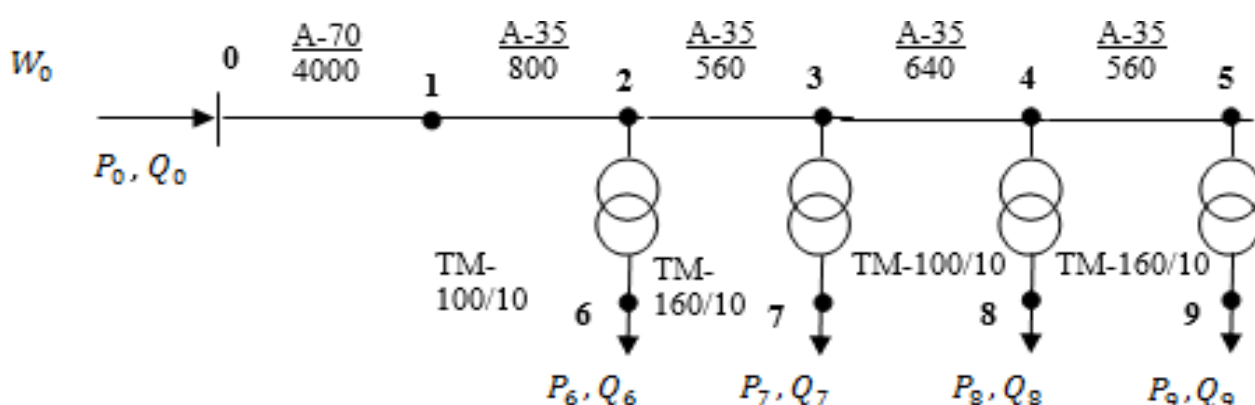 W₀
0
A-70
4000
1
A-35
800
2
A-35
560
3
A-35
640
4
A-35
560
5
P₀, Q₀
TM-
100/10
TM-
160/10
TM-100/10
TM-160/10
6
7
8
9
P₆, Q₆
P₇, Q₇
P₈, Q₈
P₉, Q₉